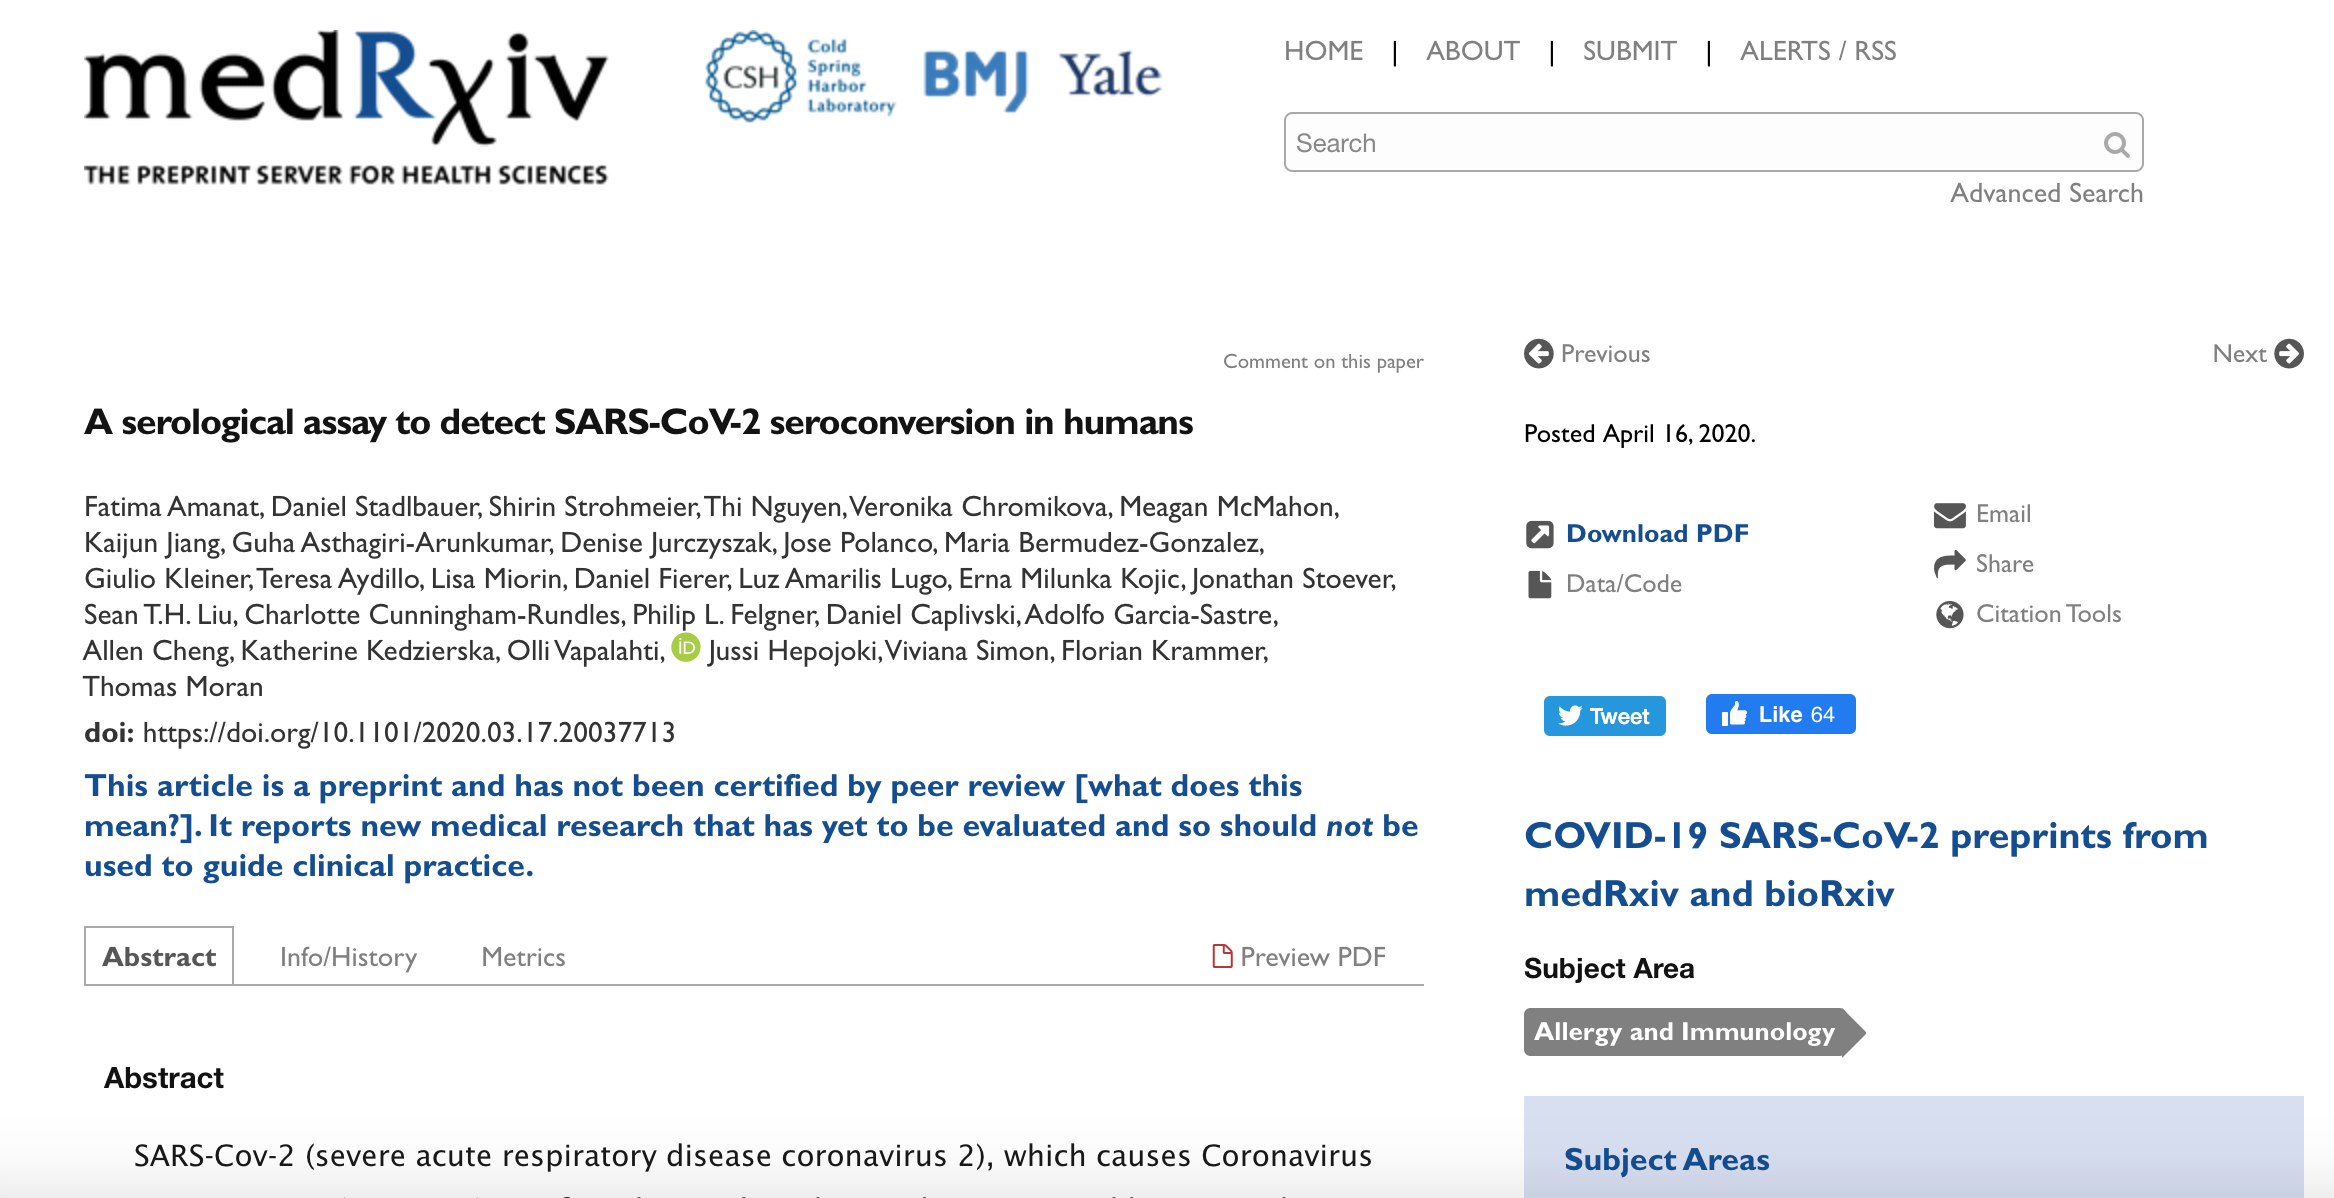 medRxiv
THE PREPRINT SERVER FOR HEALTH SCIENCES
CSH
Cold
Spring
Harbor
Laboratory
BMJ
Yale
HOME | ABOUT | SUBMIT | ALERTS / RSS
Search
Advanced Search
Comment on this paper
A serological assay to detect SARS-CoV-2 seroconversion in humans
Fatima Amanat, Daniel Stadlbauer, Shirin Strohmeier, Thi Nguyen, Veronika Chromikova, Meagan McMahon,
Kaijun Jiang, Guha Asthagiri-Arunkumar, Denise Jurczyszak, Jose Polanco, Maria Bermudez-Gonzalez,
Giulio Kleiner, Teresa Aydillo, Lisa Miorin, Daniel Fierer, Luz Amarilis Lugo, Erna Milunka Kojic, Jonathan Stoever,
Sean T.H. Liu, Charlotte Cunningham-Rundles, Philip L. Felgner, Daniel Caplivski, Adolfo Garcia-Sastre,
Allen Cheng, Katherine Kedzierska, Olli Vapalahti, iD Jussi Hepojoki, Viviana Simon, Florian Krammer,
Thomas Moran
doi: https://doi.org/10.1101/2020.03.17.20037713
This article is a preprint and has not been certified by peer review [what does this
mean?]. It reports new medical research that has yet to be evaluated and so should not be
used to guide clinical practice.
Abstract
Info/History
Metrics
Preview PDF
Abstract
SARS-Cov-2 (severe acute respiratory disease coronavirus 2), which causes Coronavirus
Previous
Next
Posted April 16, 2020.
Download PDF
Data/Code
Email
Share
Citation Tools
Tweet
Like 64
COVID-19 SARS-CoV-2 preprints from
medRxiv and bioRxiv
Subject Area
Allergy and Immunology
Subject Areas